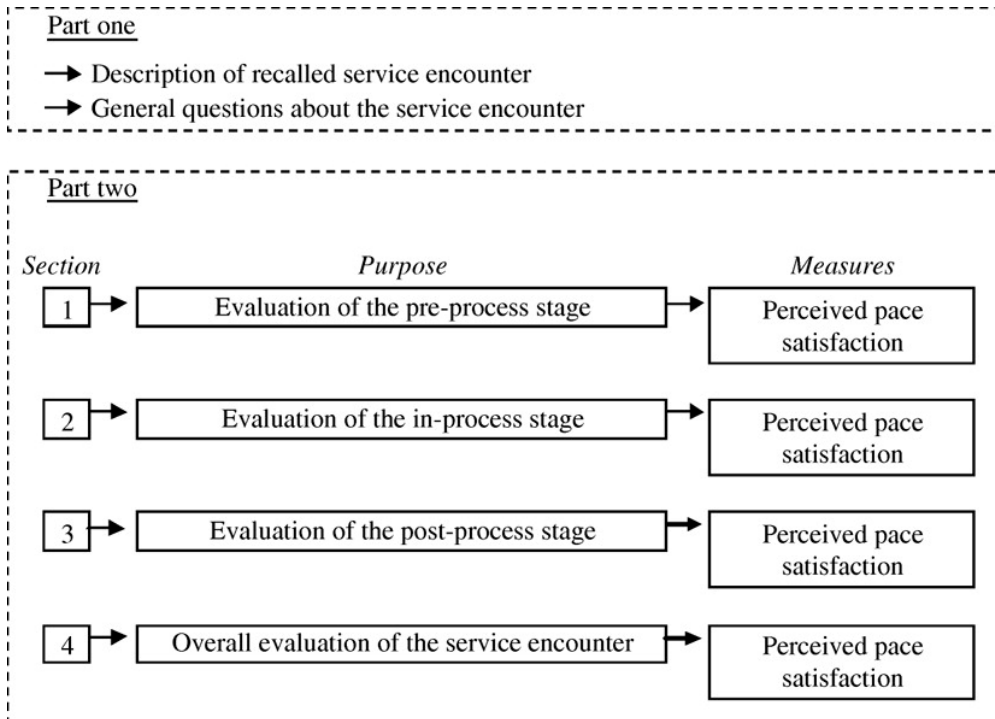 Part one
→ Description of recalled service encounter
→ General questions about the service encounter
Part two
Section Purpose Measures
1 Evaluation of the pre-process stage Perceived pace
satisfaction
2 Evaluation of the in-process stage Perceived pace
satisfaction
3 Evaluation of the post-process stage Perceived pace
satisfaction
4 Overall evaluation of the service encounter Perceived pace
satisfaction